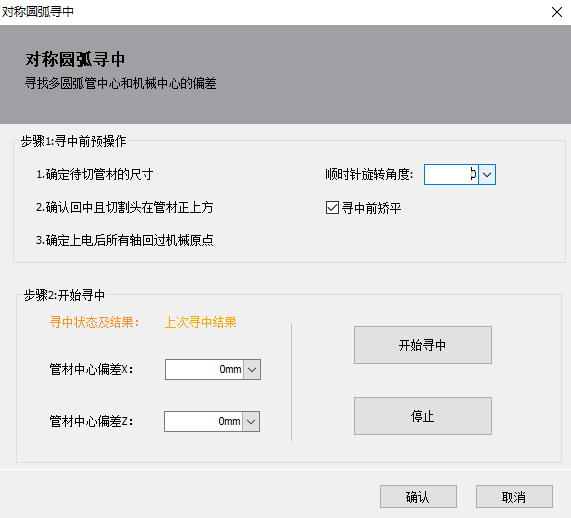 对称圆弧寻中
对称圆弧寻中
寻找多圆弧管中心和机械中心的偏差
步骤1:寻中前预操作
1.确定待切管材的尺寸
顺时针旋转角度: 0
2.确认回中且切割头在管材正上方
寻中前矫平
3.确定上电后所有轴回过机械原点
步骤2:开始寻中
寻中状态及结果: 上次寻中结果
管材中心偏差X: 0mm
开始寻中
管材中心偏差Z: 0mm
停止
确认
取消